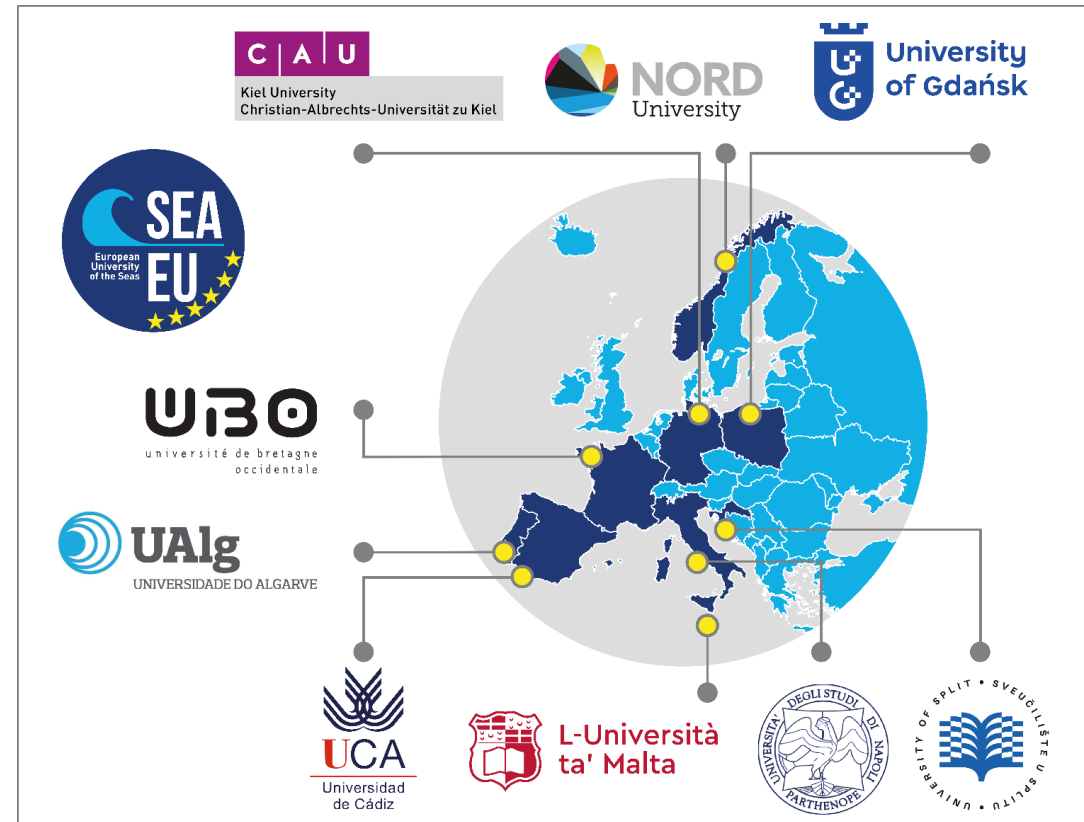 C A U
Kiel University
Christian-Albrechts-Universität zu Kiel
NORD
University
UG
University
of Gdańsk
SEA
EU
European
University
of the Seas
UBO
université de bretagne
occidentale
UAlg
UNIVERSIDADE DO ALGARVE
UCA
Universidad
de Cádiz
L-Università
ta' Malta
UNIVERSITA' DEGLI STUDI DI NAPOLI
PARTHENOPE
UNIVERSITY OF SPLIT • SVEUČILIŠTE U SPLITU •